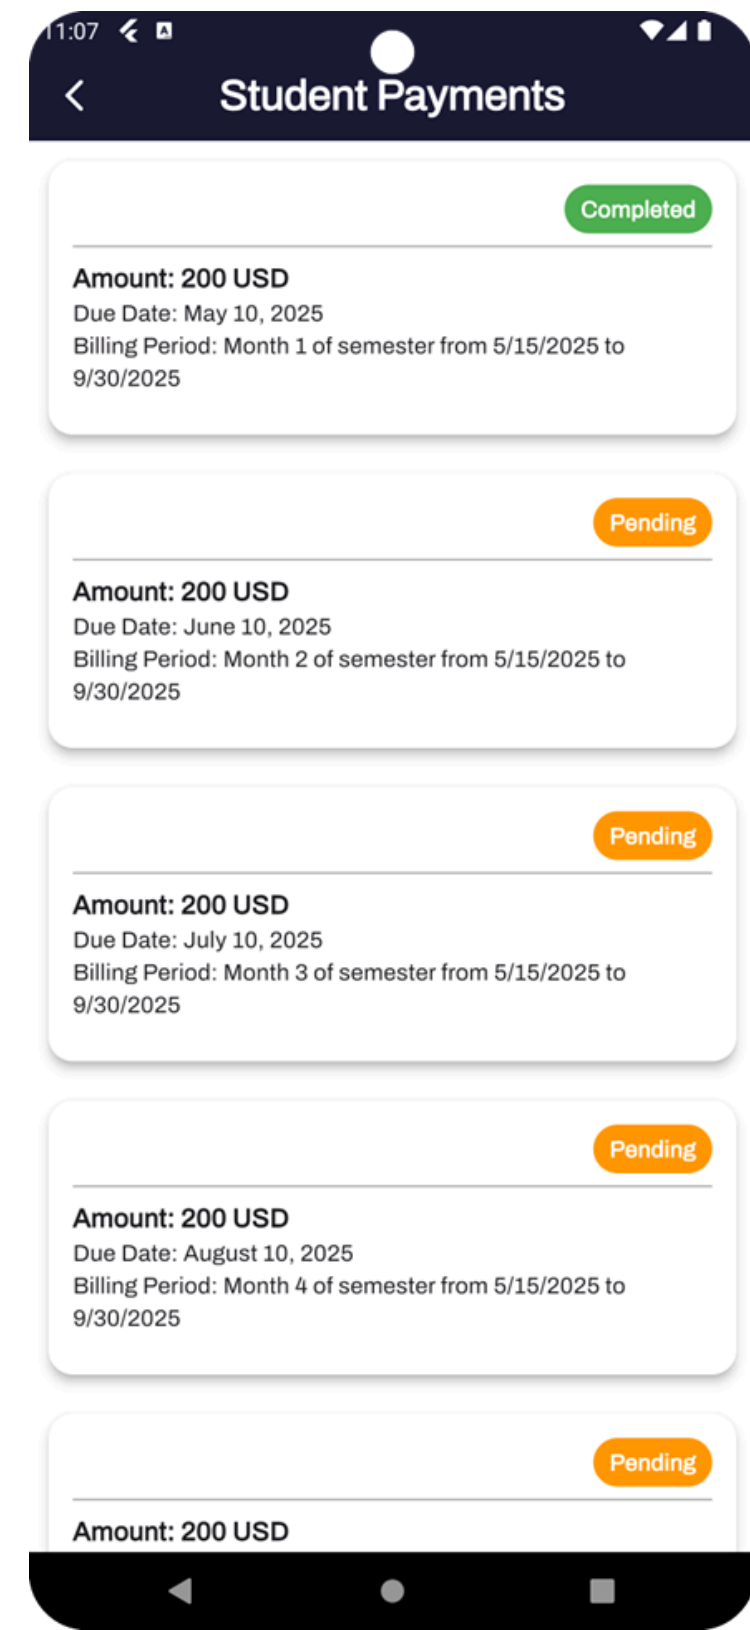 11:07
Student Payments
Completed
Amount: 200 USD
Due Date: May 10, 2025
Billing Period: Month 1 of semester from 5/15/2025 to
9/30/2025
Pending
Amount: 200 USD
Due Date: June 10, 2025
Billing Period: Month 2 of semester from 5/15/2025 to
9/30/2025
Pending
Amount: 200 USD
Due Date: July 10, 2025
Billing Period: Month 3 of semester from 5/15/2025 to
9/30/2025
Pending
Amount: 200 USD
Due Date: August 10, 2025
Billing Period: Month 4 of semester from 5/15/2025 to
9/30/2025
Pending
Amount: 200 USD